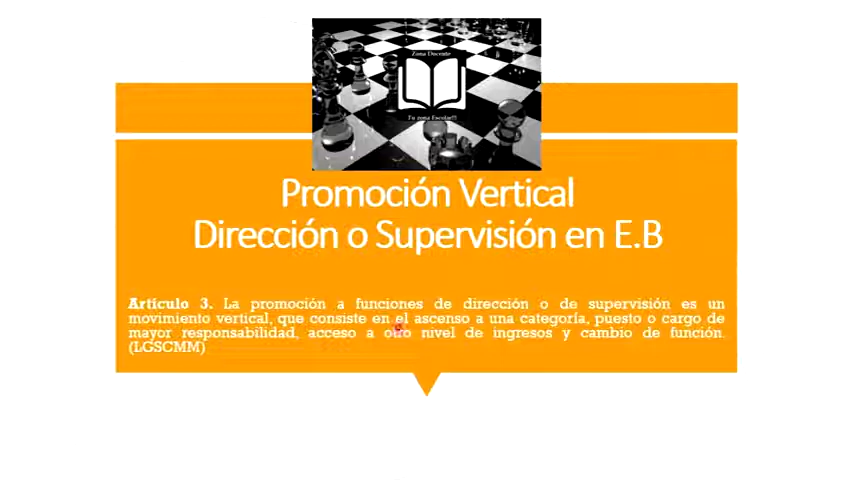 Zona Docente
Tu zona Escolar!!!
Promoción Vertical
Dirección o Supervisión en E.B
Artículo 3. La promoción a funciones de dirección o de supervisión es un
movimiento vertical, que consiste en el ascenso a una categoría, puesto o cargo de
mayor responsabilidad, acceso a otro nivel de ingresos y cambio de función.
(LGSCMM)